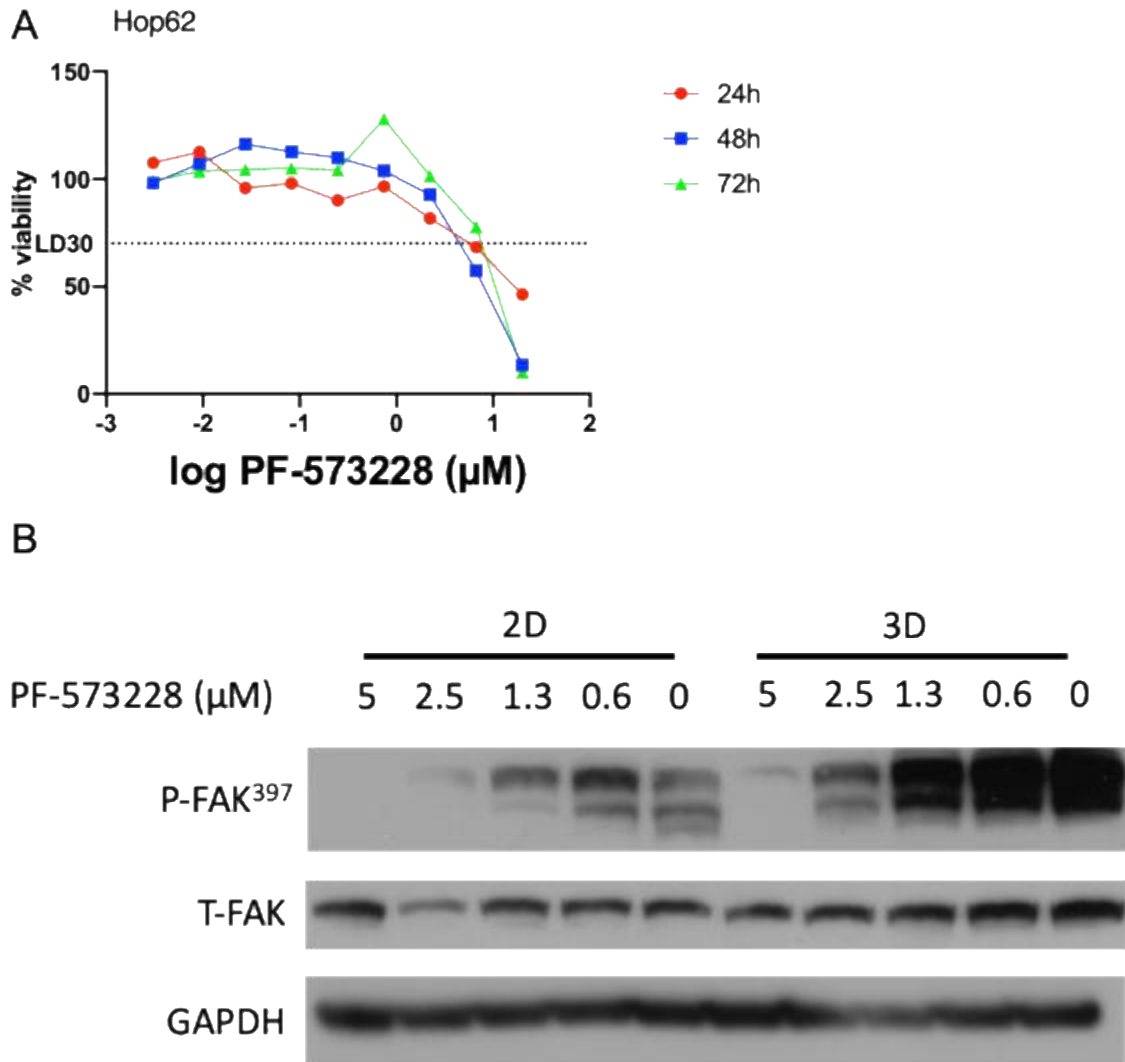 A
Hop62
150
100
LD30
50
0
% viability
-3 -2 -1 0 1 2
log PF-573228 (µM)
24h
48h
72h
B
2D 3D
PF-573228 (µM) 5 2.5 1.3 0.6 0 5 2.5 1.3 0.6 0
P-FAK³⁹⁷
T-FAK
GAPDH